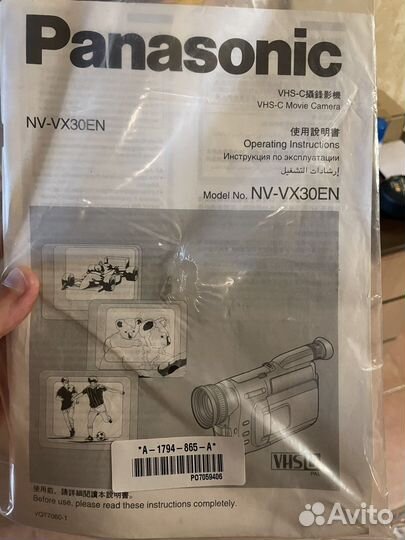 Panasonic
VHS-C攝錄影機
VHS-C Movie Camera
NV-VX30EN
使用說明書
Operating Instructions
Инструкция по эксплуатации
إرشادات التشغيل
Model No. NV-VX30EN
*A-1794-865-A*
PO7059406
VHS C
PAL
使用前，請詳細閱讀本說明書。
Before use, please read these instructions completely.
VQT7060-1
Avito